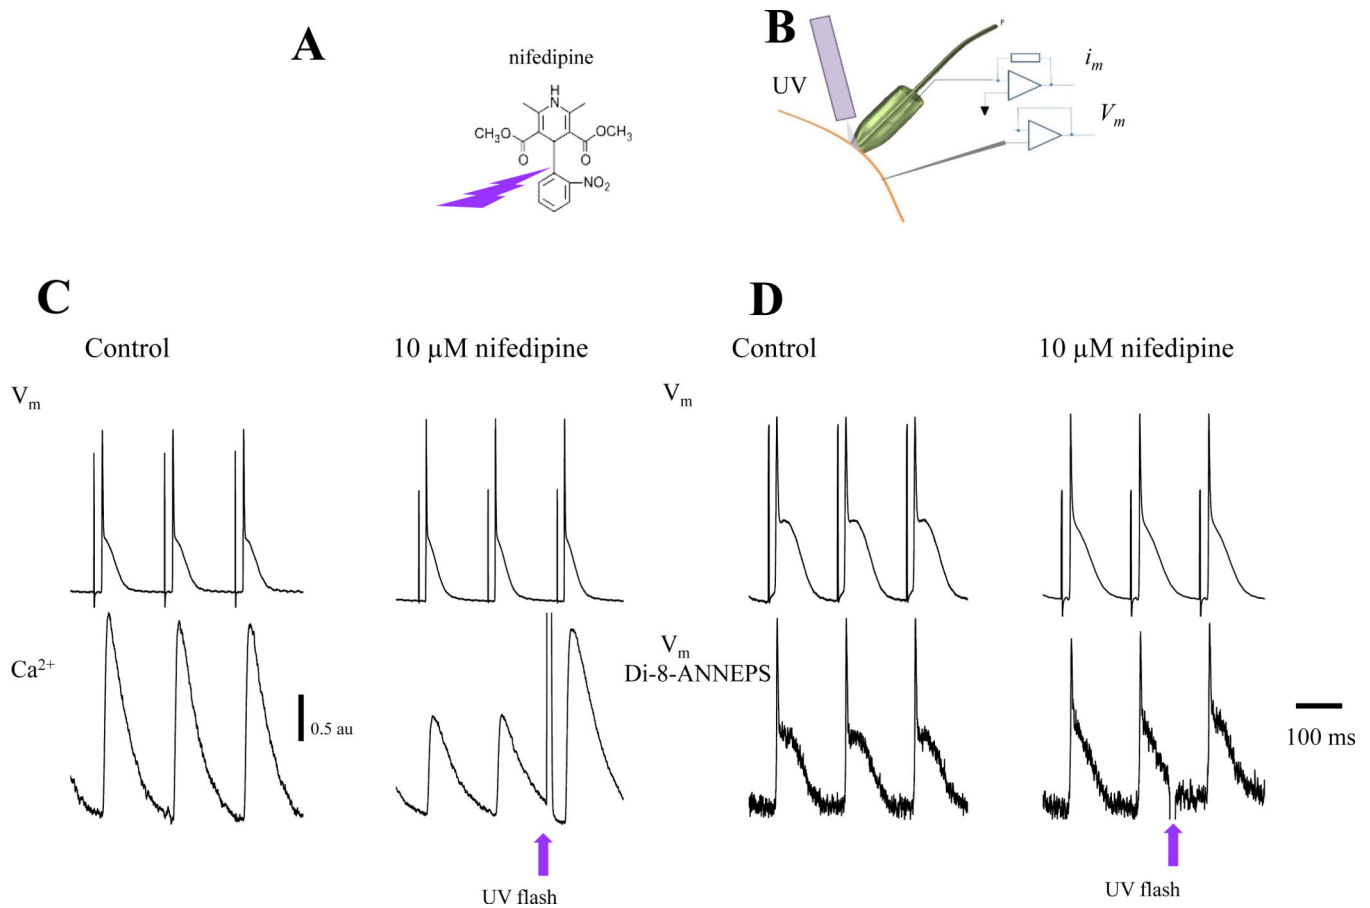 A
nifedipine
H
N
CH₃O
OCH₃
O
O
NO₂
B
UV
F
iₘ
Vₘ
C
Control
10 μM nifedipine
Vₘ
Ca²⁺
0.5 au
UV flash
D
Control
10 μM nifedipine
Vₘ
Vₘ
Di-8-ANNEPS
100 ms
UV flash